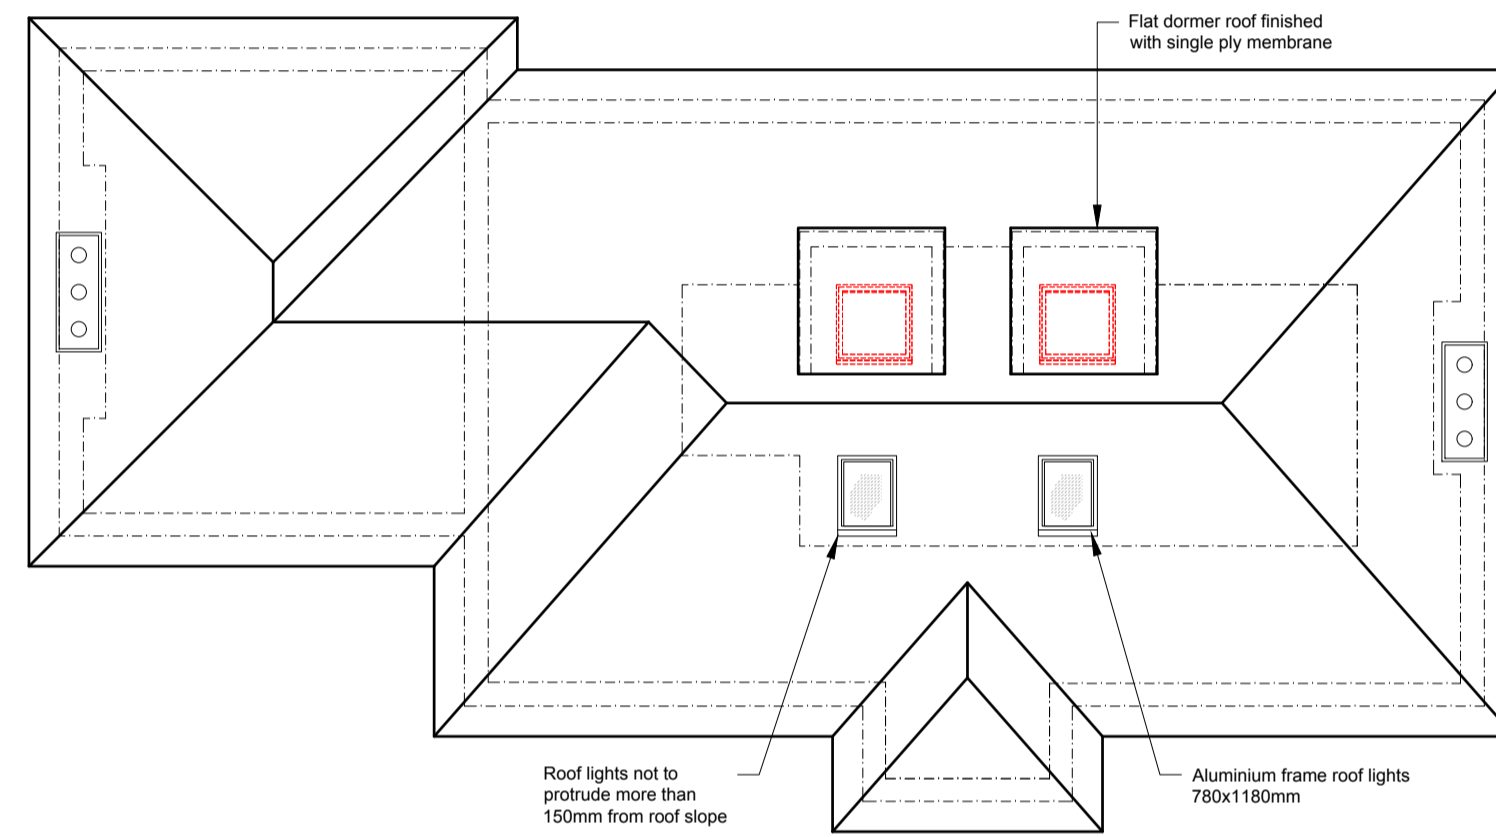 Flat dormer roof finished
with single ply membrane
Roof lights not to
protrude more than
150mm from roof slope
Aluminium frame roof lights
780x1180mm